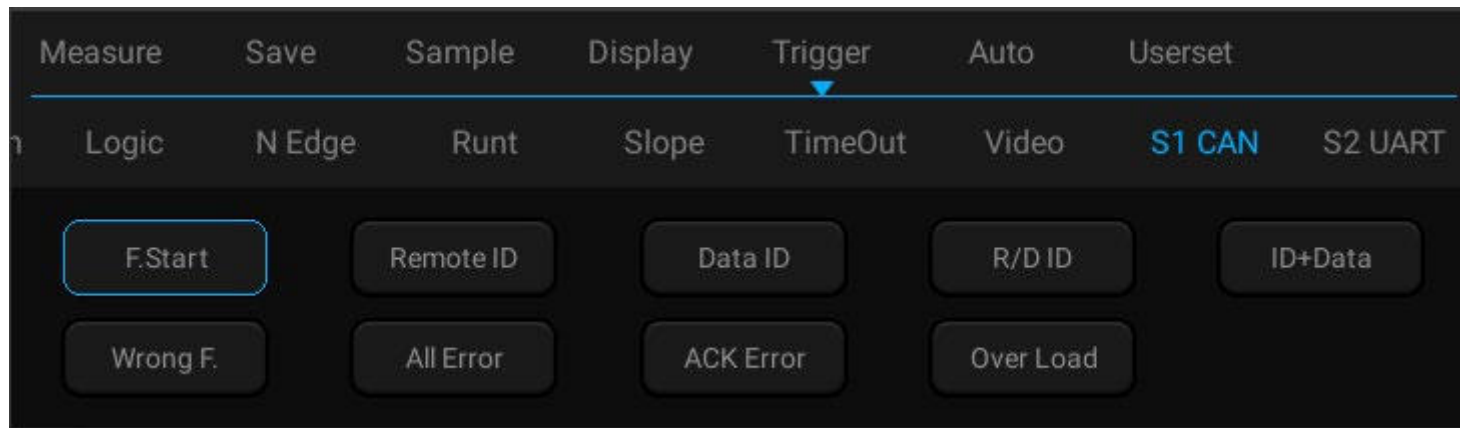 Measure Save Sample Display Trigger Auto Userset
Logic N Edge Runt Slope TimeOut Video S1 CAN S2 UART
F.Start Remote ID Data ID R/D ID ID+Data
Wrong F. All Error ACK Error Over Load